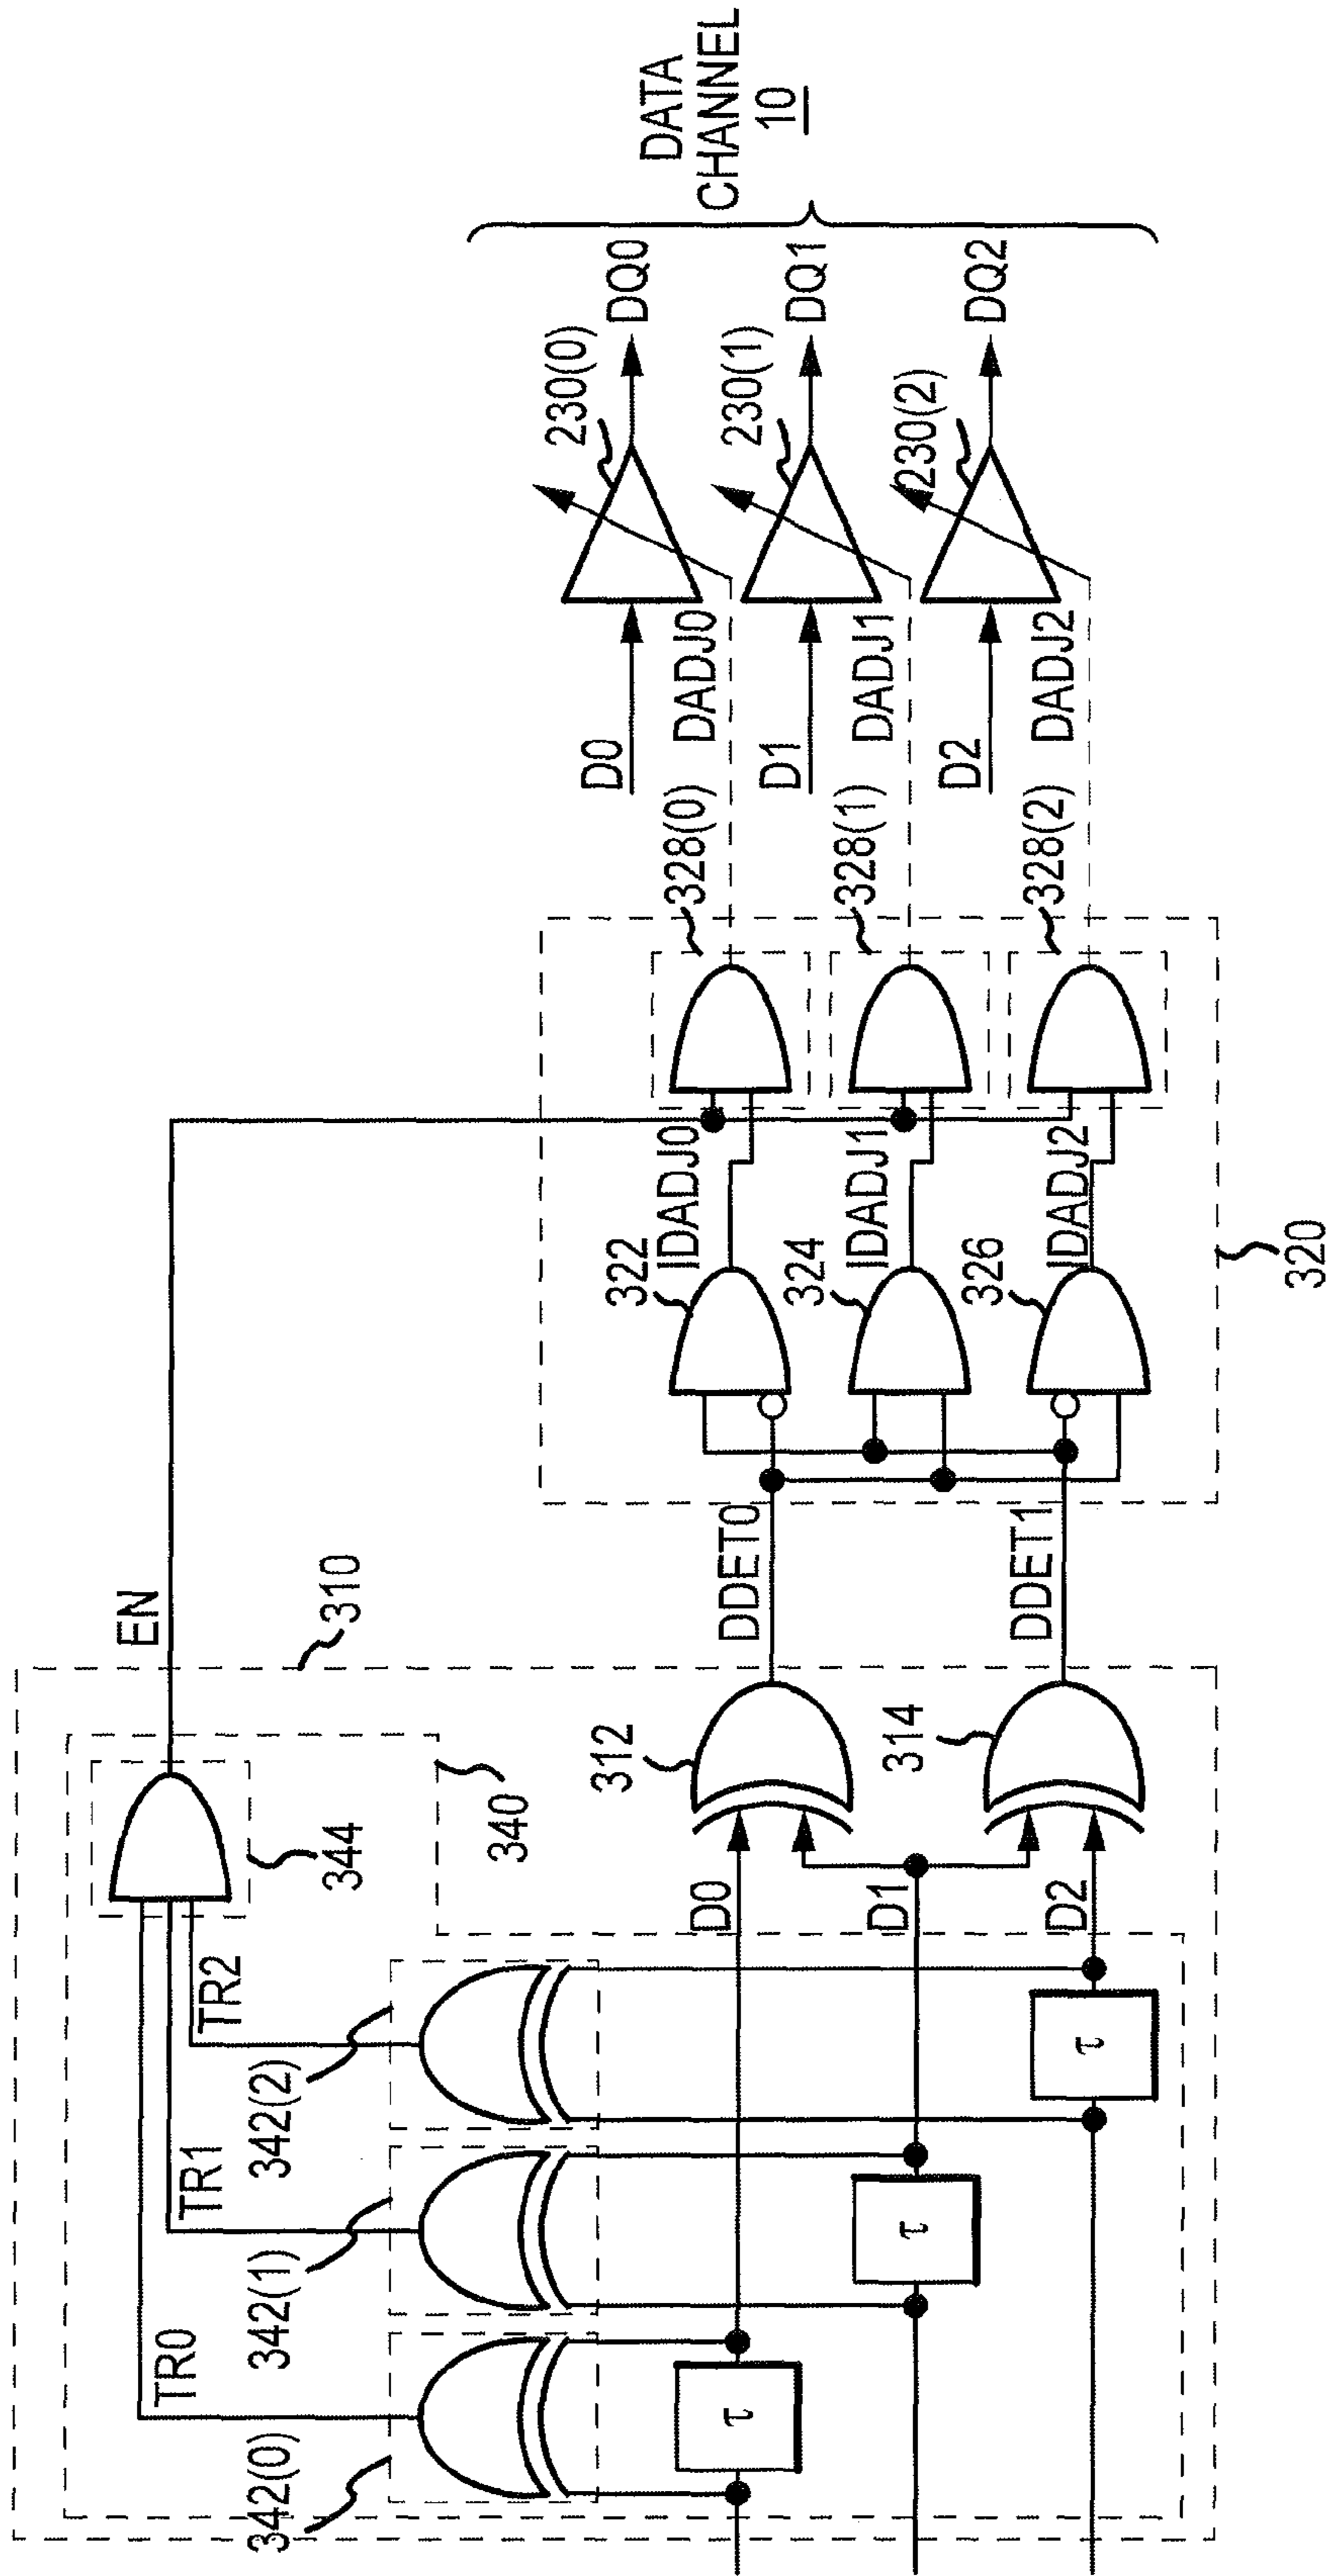 310
EN
344
340
TR0
TR1
TR2
342(0)
342(1)
342(2)
τ
τ
τ
D0
D1
D2
312
314
DDET0
DDET1
322
324
326
IDADJ0
IDADJ1
IDADJ2
320
328(0)
328(1)
328(2)
D0
D1
D2
DADJ0
DADJ1
DADJ2
230(0)
230(1)
230(2)
DQ0
DQ1
DQ2
DATA
CHANNEL
10